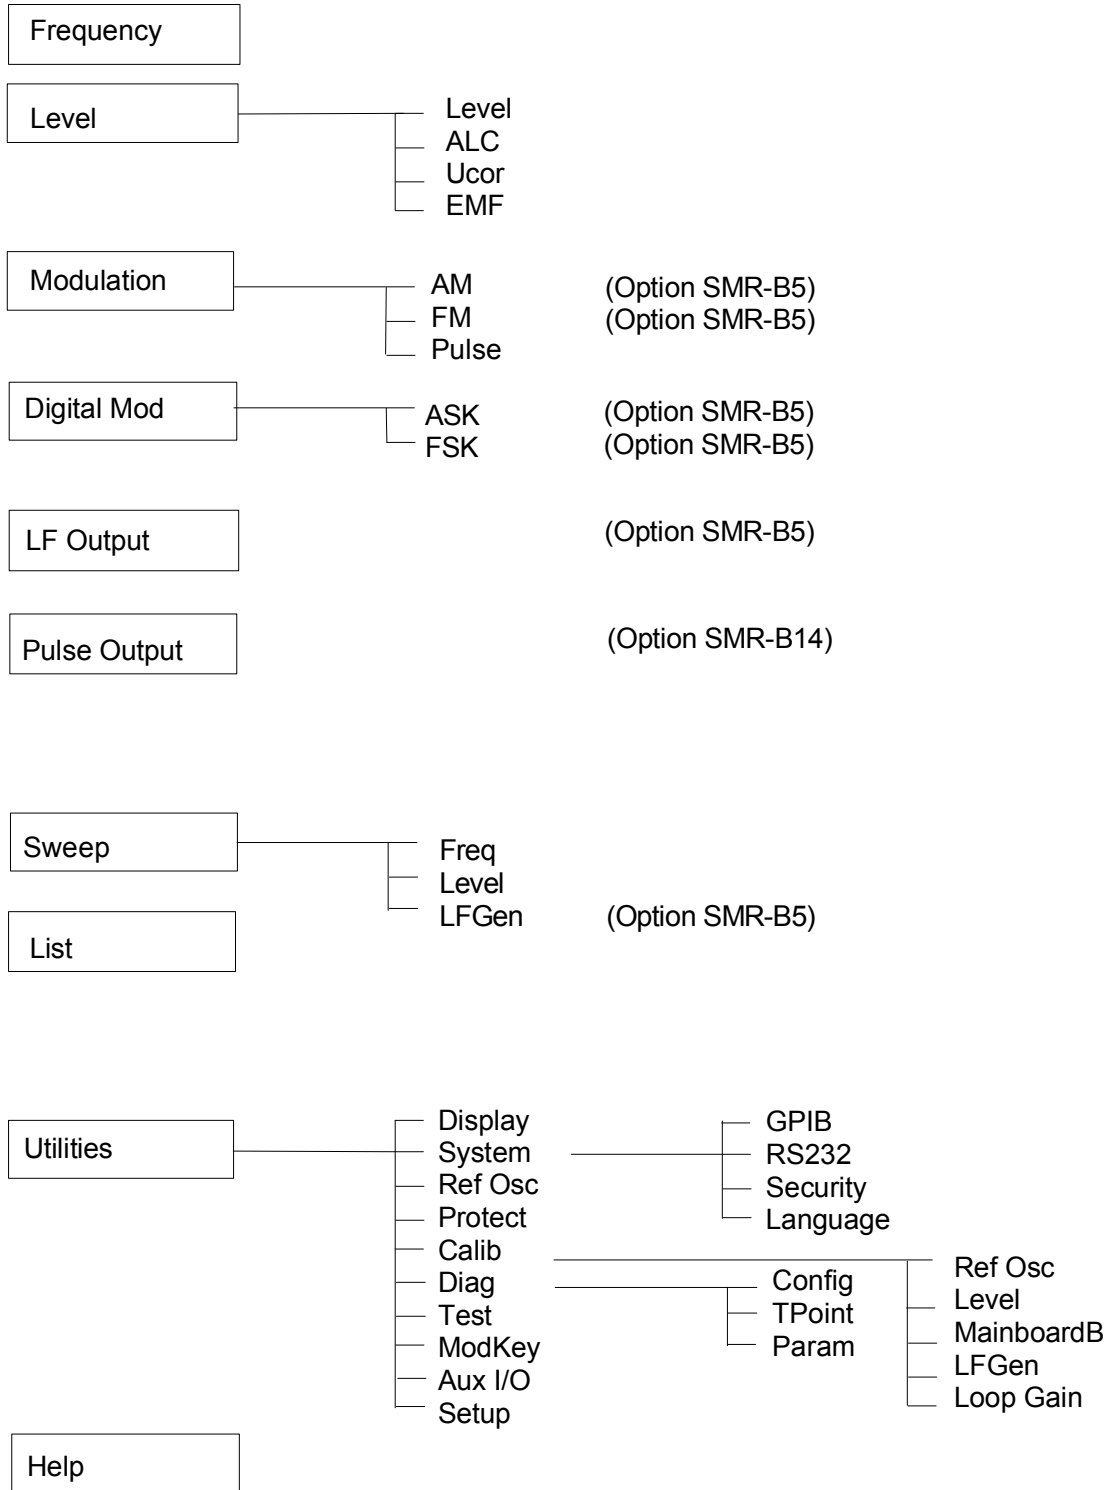 Frequency
Level
Level
ALC
Ucor
EMF
Modulation
AM (Option SMR-B5)
FM (Option SMR-B5)
Pulse
Digital Mod
ASK (Option SMR-B5)
FSK (Option SMR-B5)
LF Output (Option SMR-B5)
Pulse Output (Option SMR-B14)
Sweep
Freq
Level
LFGen (Option SMR-B5)
List
Utilities
Display
System
Ref Osc
Protect
Calib
Diag
Test
ModKey
Aux I/O
Setup
GPIB
RS232
Security
Language
Config
TPoint
Param
Ref Osc
Level
MainboardB
LFGen
Loop Gain
Help